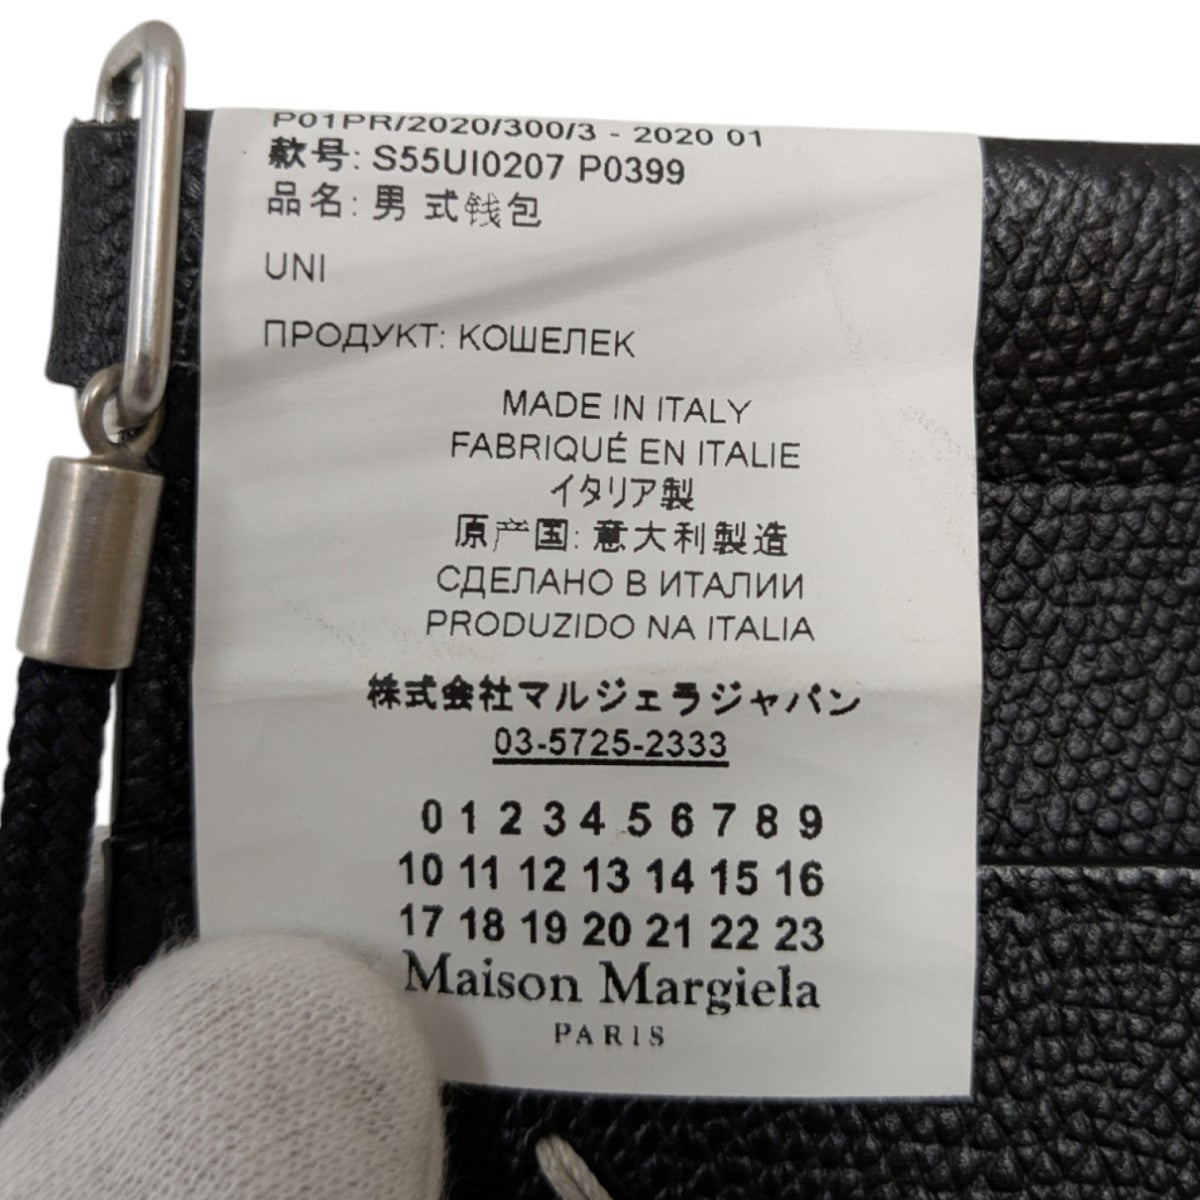 P01PR/2020/300/3 - 2020 01
款号: S55UI0207 P0399
品名: 男 式钱包
UNI
ПРОДУКТ: КОШЕЛЕК
MADE IN ITALY
FABRIQUÉ EN ITALIE
イタリア製
原产国: 意大利製造
СДЕЛАНО В ИТАЛИИ
PRODUZIDO NA ITALIA
株式会社マルジェラジャパン
03-5725-2333
0 1 2 3 4 5 6 7 8 9
10 11 12 13 14 15 16
17 18 19 20 21 22 23
Maison Margiela
PARIS